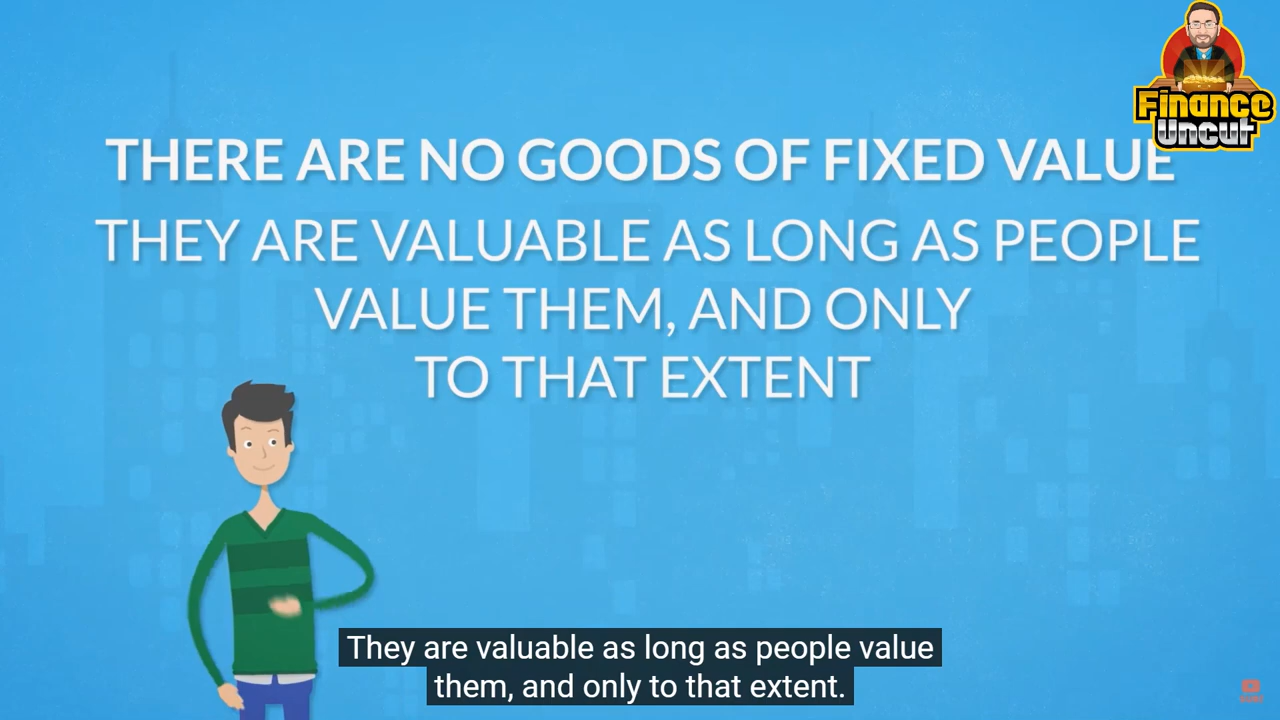 Finance
Uncut
THERE ARE NO GOODS OF FIXED VALUE
THEY ARE VALUABLE AS LONG AS PEOPLE
VALUE THEM, AND ONLY
TO THAT EXTENT
They are valuable as long as people value
them, and only to that extent.